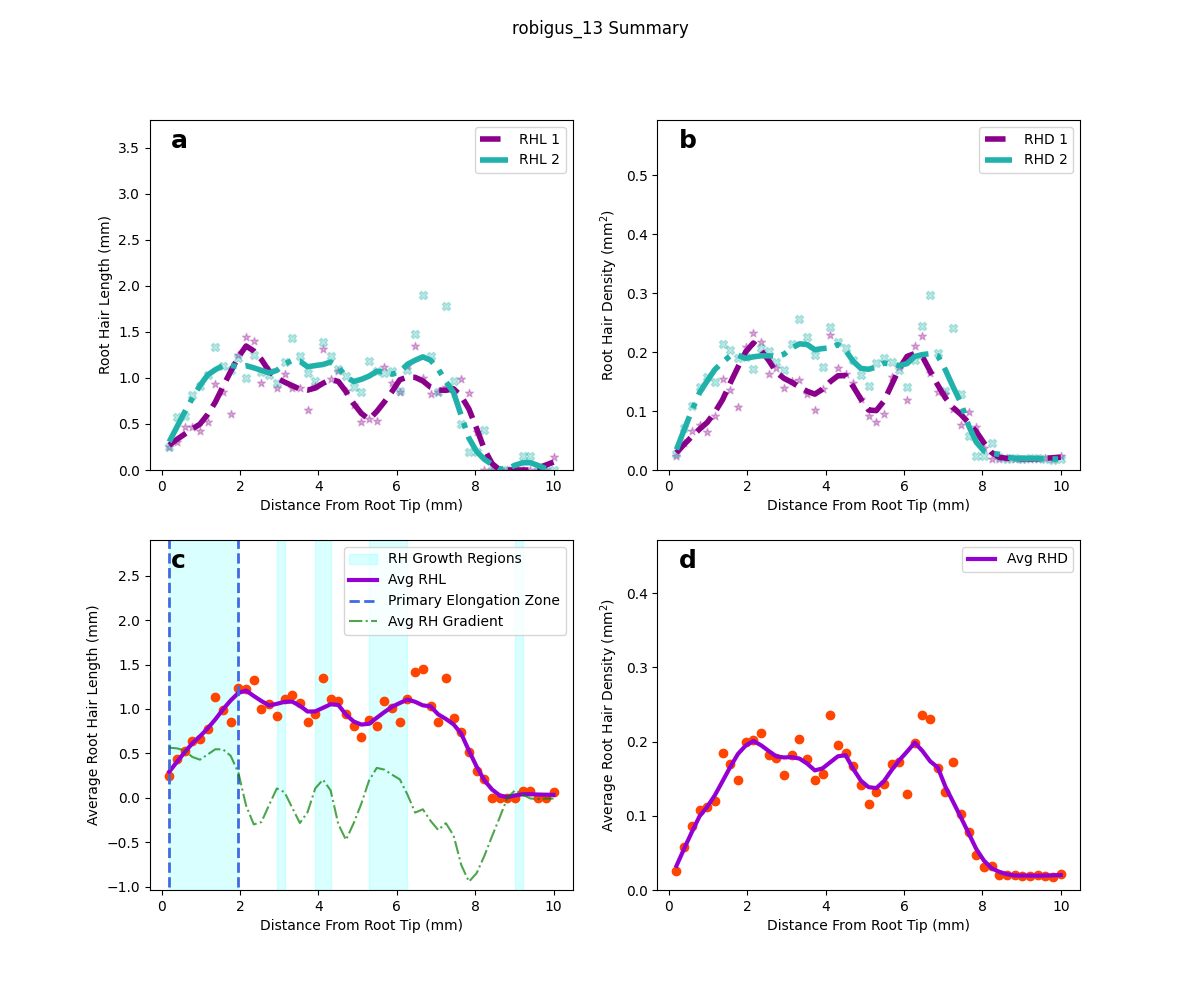 robigus_13 Summary
a
RHL 1
RHL 2
3.5
3.0
2.5
2.0
1.5
1.0
0.5
0.0
Root Hair Length (mm)
0 2 4 6 8 10
Distance From Root Tip (mm)
b
RHD 1
RHD 2
0.5
0.4
0.3
0.2
0.1
0.0
Root Hair Density (mm²)
0 2 4 6 8 10
Distance From Root Tip (mm)
c
RH Growth Regions
Avg RHL
Primary Elongation Zone
Avg RH Gradient
2.5
2.0
1.5
1.0
0.5
0.0
−0.5
−1.0
Average Root Hair Length (mm)
0 2 4 6 8 10
Distance From Root Tip (mm)
d
Avg RHD
0.4
0.3
0.2
0.1
0.0
Average Root Hair Density (mm²)
0 2 4 6 8 10
Distance From Root Tip (mm)